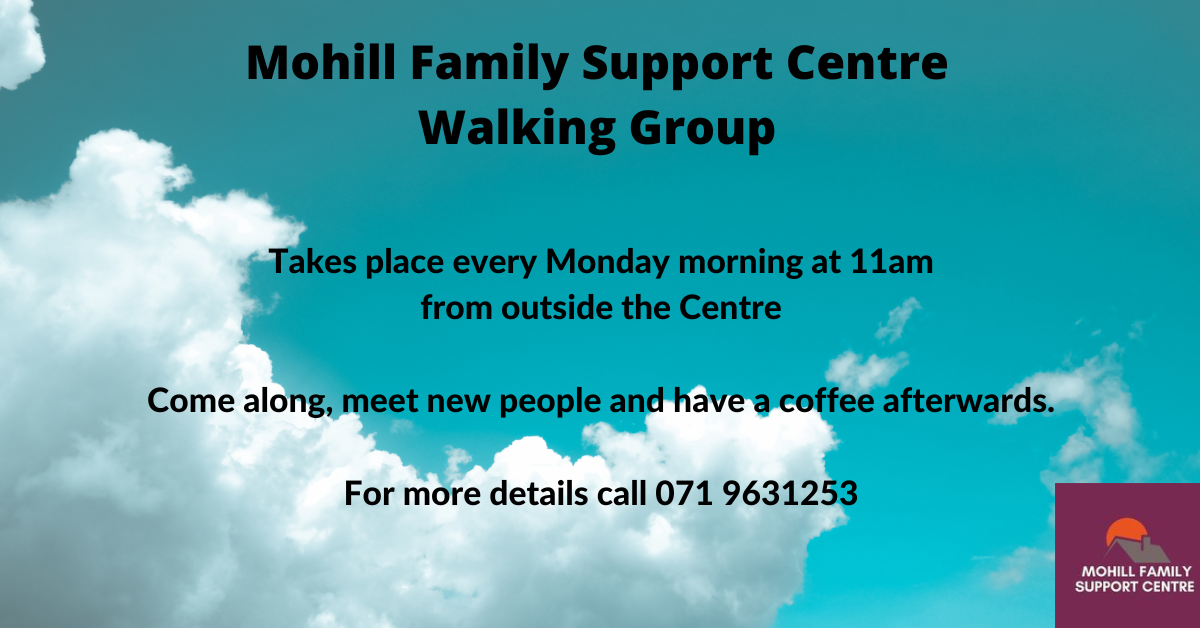 Mohill Family Support Centre
Walking Group
Takes place every Monday morning at 11am
from outside the Centre
Come along, meet new people and have a coffee afterwards.
For more details call 071 9631253
MOHILL FAMILY
SUPPORT CENTRE